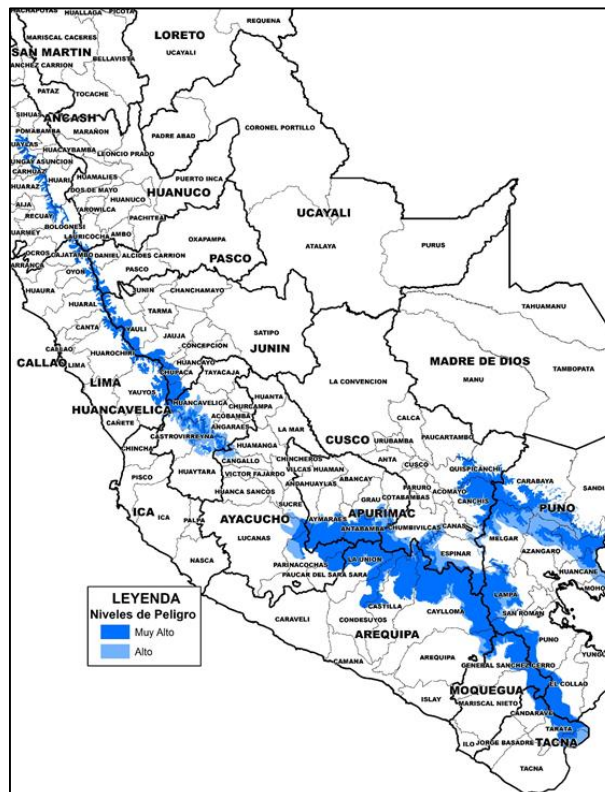 PACHAPOYAS
HUALLAGA
PICOTA
REQUENA
MARISCAL CACERES
LORETO
SAN MARTIN
UCAYALI
BELLAVISTA
SANCHEZ CARRION
PATAZ
TOCACHE
SIHUAS
ANCASH
POMABAMBA
MARAÑON
PADRE ABAD
CORONEL PORTILLO
HUACAYBAMBA
LEONCIO PRADO
ASUNCION
CARHUAZ
HUARI
HUAMALIES
PUERTO INCA
HUARAZ
DOS DE MAYO
HUANUCO
AIJA
YAROWILCA
HUANUCO
RECUAY
PACHITEA
UCAYALI
BOLOGNESI
LAURICOCHA
AMBO
OXAPAMPA
ATALAYA
PURUS
OCROS
CAJATAMBO
DANIEL ALCIDES CARRION
PASCO
OYON
PASCO
HUAURA
JUNIN
CHANCHAMAYO
HUARAL
TARMA
TAHUAMANU
CANTA
YAULI
JAUJA
SATIPO
CONCEPCION
CALLAO
HUAROCHIRI
JUNIN
MADRE DE DIOS
CALLAO
LIMA
HUANCAYO
TAMBOPATA
CHUPACA
TAYACAJA
LA CONVENCION
MANU
LIMA
YAUYOS
HUANCAVELICA
HUANTA
HUANCAVELICA
CHURCAMPA
ACOBAMBA
CALCA
CAÑETE
ANGARAES
LA MAR
CUSCO
PAUCARTAMBO
CASTROVIRREYNA
HUAMANGA
URUBAMBA
CHINCHA
CANGALLO
CHINCHEROS
ANTA
CUSCO
QUISPICANCHI
HUAYTARA
VILCAS HUAMAN
ABANCAY
CARABAYA
VICTOR FAJARDO
ANDAHUAYLAS
PARURO
ACOMAYO
PISCO
GRAU
COTABAMBAS
CANCHIS
HUANCA SANCOS
APURIMAC
PUNO
ICA
SUCRE
AYMARAES
CHUMBIVILCAS
CANAS
ICA
PALPA
AYACUCHO
ANTABAMBA
MELGAR
AZANGARO
LUCANAS
ESPINAR
HUANCANE
NASCA
LA UNION
PARINACOCHAS
LAMPA
PAUCAR DEL SARA SARA
CASTILLA
SAN ROMAN
CARAVELI
CONDESUYOS
CAYLLOMA
PUNO
AREQUIPA
AREQUIPA
CAMANA
GENERAL SANCHEZ CERRO
EL COLLAO
ISLAY
MOQUEGUA
MARISCAL NIETO
CANDARAVE
TARATA
ILO
JORGE BASADRE
TACNA
TACNA
LEYENDA
Niveles de Peligro
Muy Alto
Alto